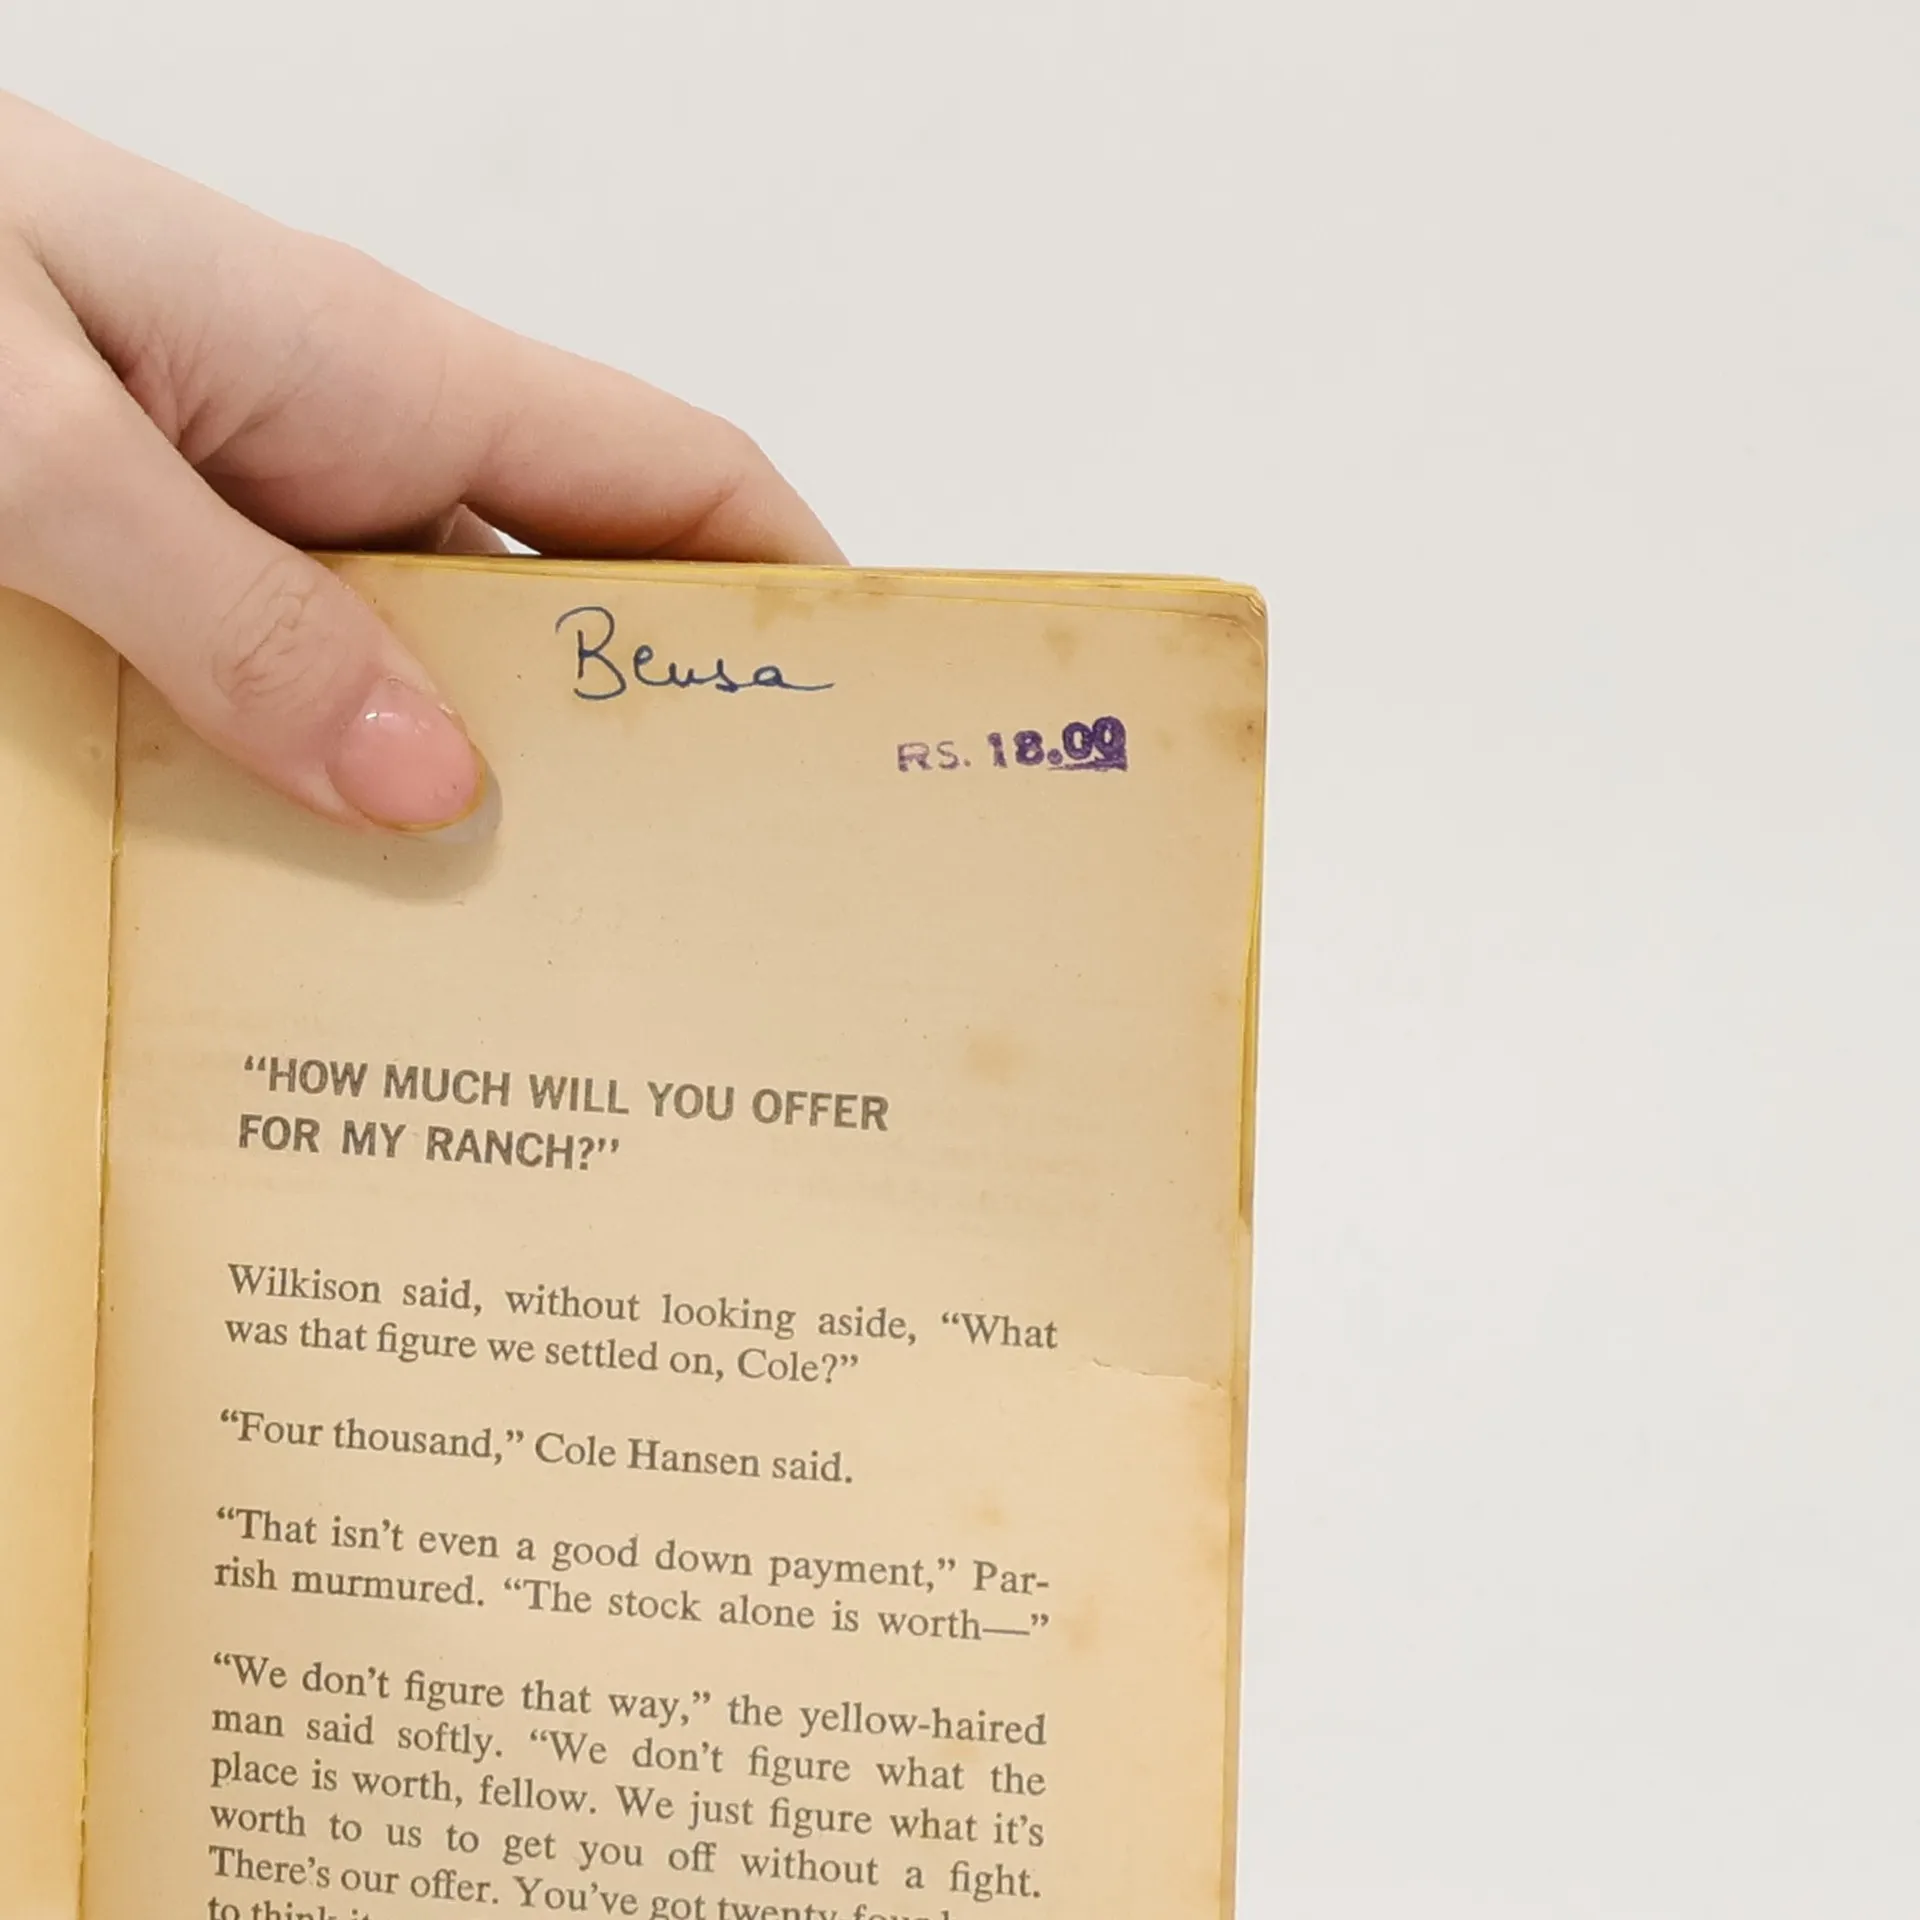 Beusa
RS. 18.00
“HOW MUCH WILL YOU OFFER
FOR MY RANCH?”
Wilkison said, without looking aside, “What
was that figure we settled on, Cole?”
“Four thousand,” Cole Hansen said.
“That isn’t even a good down payment,” Par-
rish murmured. “The stock alone is worth—”
“We don’t figure that way,” the yellow-haired
man said softly. “We don’t figure what the
place is worth, fellow. We just figure what it’s
worth to us to get you off without a fight.
There’s our offer. You’ve got
to think